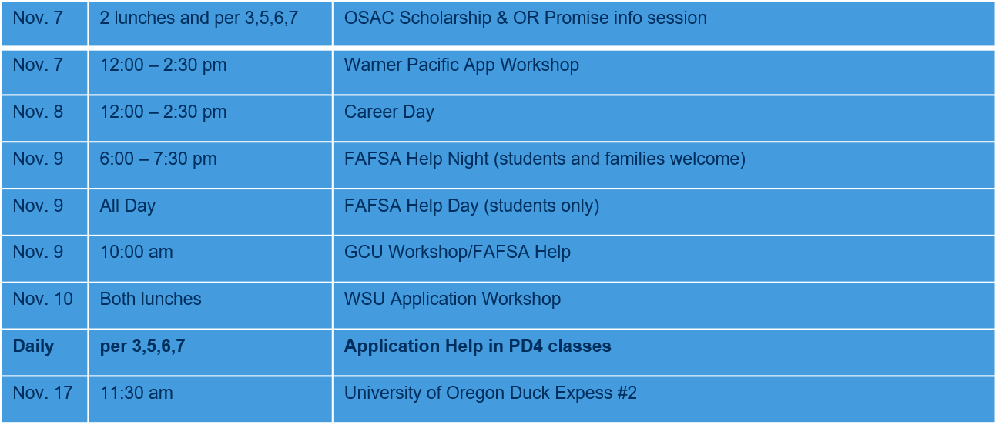 Nov. 7 2 lunches and per 3,5,6,7 OSAC Scholarship & OR Promise info session
Nov. 7 12:00 – 2:30 pm Warner Pacific App Workshop
Nov. 8 12:00 – 2:30 pm Career Day
Nov. 9 6:00 – 7:30 pm FAFSA Help Night (students and families welcome)
Nov. 9 All Day FAFSA Help Day (students only)
Nov. 9 10:00 am GCU Workshop/FAFSA Help
Nov. 10 Both lunches WSU Application Workshop
Daily per 3,5,6,7 Application Help in PD4 classes
Nov. 17 11:30 am University of Oregon Duck Expess #2